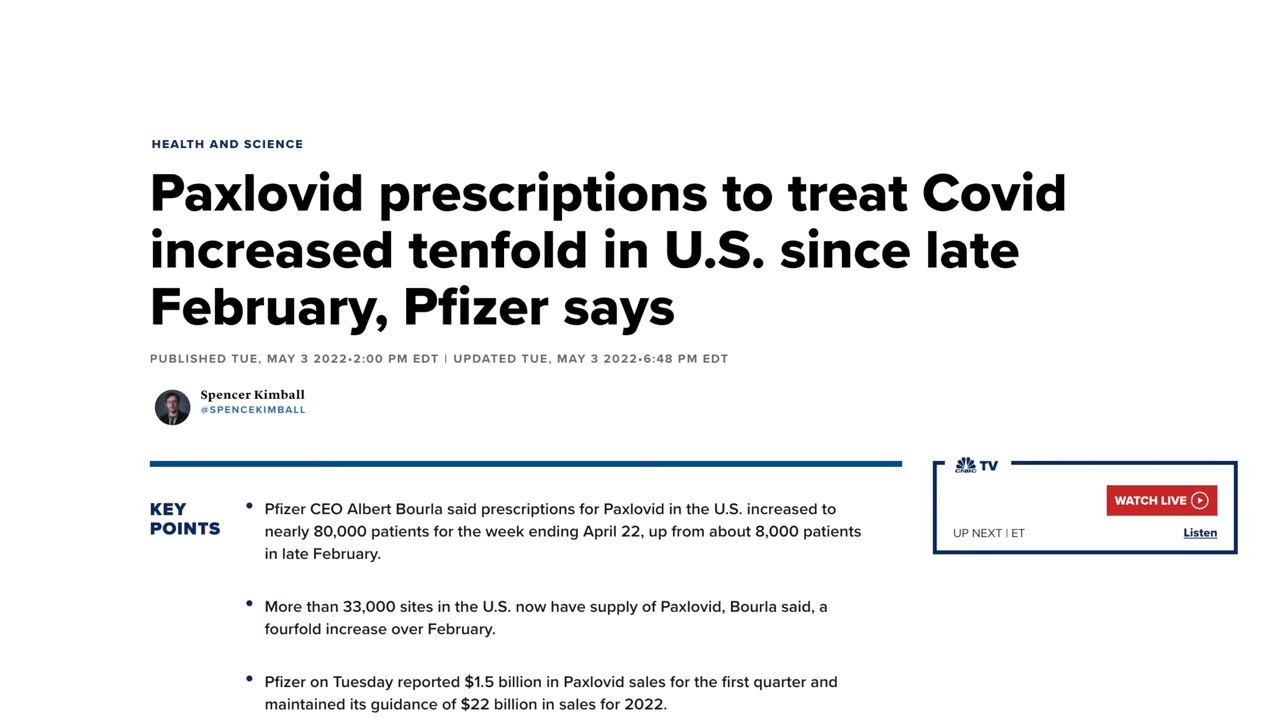 HEALTH AND SCIENCE
Paxlovid prescriptions to treat Covid
increased tenfold in U.S. since late
February, Pfizer says
PUBLISHED TUE, MAY 3 2022•2:00 PM EDT | UPDATED TUE, MAY 3 2022•6:48 PM EDT
Spencer Kimball
@SPENCEKIMBALL
KEY
POINTS
• Pfizer CEO Albert Bourla said prescriptions for Paxlovid in the U.S. increased to
nearly 80,000 patients for the week ending April 22, up from about 8,000 patients
in late February.
• More than 33,000 sites in the U.S. now have supply of Paxlovid, Bourla said, a
fourfold increase over February.
• Pfizer on Tuesday reported $1.5 billion in Paxlovid sales for the first quarter and
maintained its guidance of $22 billion in sales for 2022.
CNBC TV
WATCH LIVE
UP NEXT | ET
Listen